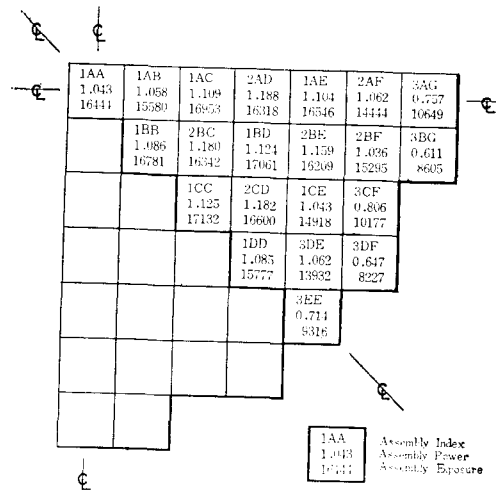 1AA 1AB 1AC 2AD 1AE 2AF 3AG
1.043 1.058 1.109 1.188 1.104 1.062 0.757
16444 15580 16953 16318 16546 14444 10649
1BB 2BC 1BD 2BE 2BF 3BG
1.086 1.180 1.124 1.159 1.036 0.611
16781 16342 17061 16209 15295 8605
1CC 2CD 1CE 3CF
1.125 1.182 1.043 0.806
17132 16600 14918 10177
1DD 3DE 3DF
1.085 1.062 0.647
15777 13932 8227
3EE
0.714
9316
1AA Assembly Index
1.043 Assembly Power
16444 Assembly Exposure